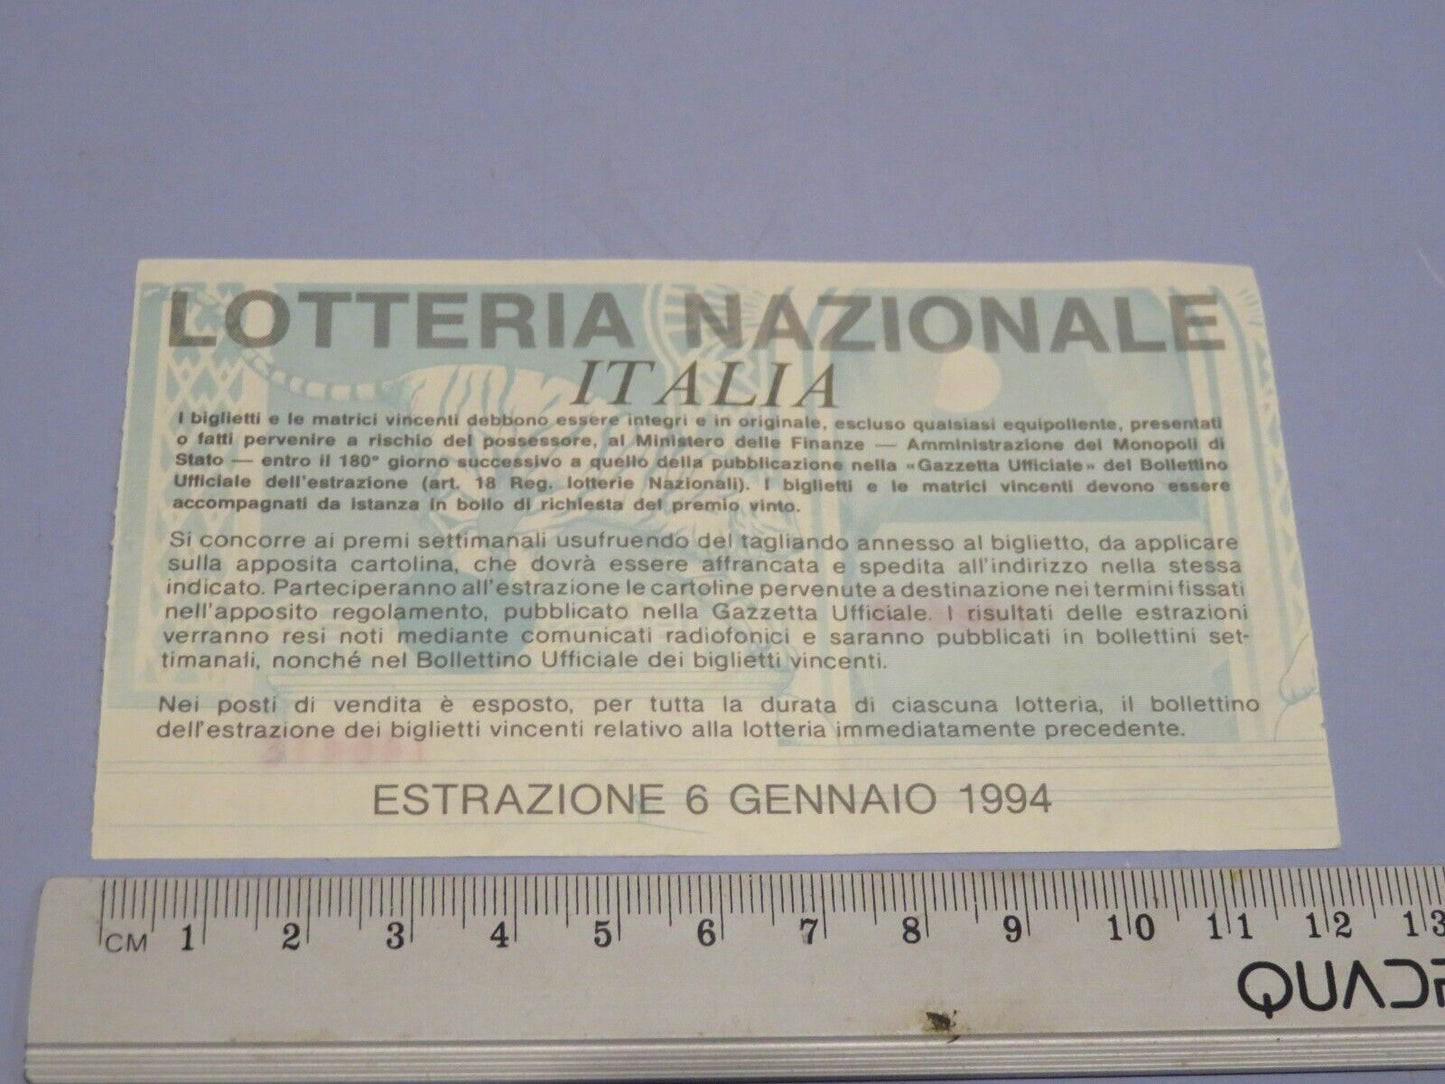 LOTTERIA NAZIONALE
ITALIA
I biglietti e le matrici vincenti debbono essere integri e in originale, escluso qualsiasi equipollente, presentati
o fatti pervenire a rischio del possessore, al Ministero delle Finanze — Amministrazione dei Monopoli di
Stato — entro il 180° giorno successivo a quello della pubblicazione nella «Gazzetta Ufficiale» del Bollettino
Ufficiale dell'estrazione (art. 18 Reg. lotterie Nazionali). I biglietti e le matrici vincenti devono essere
accompagnati da istanza in bollo di richiesta del premio vinto.
Si concorre ai premi settimanali usufruendo del tagliando annesso al biglietto, da applicare
sulla apposita cartolina, che dovrà essere affrancata e spedita all'indirizzo nella stessa
indicato. Parteciperanno all'estrazione le cartoline pervenute a destinazione nei termini fissati
nell'apposito regolamento, pubblicato nella Gazzetta Ufficiale. I risultati delle estrazioni
verranno resi noti mediante comunicati radiofonici e saranno pubblicati in bollettini set-
timanali, nonché nel Bollettino Ufficiale dei biglietti vincenti.
Nei posti di vendita è esposto, per tutta la durata di ciascuna lotteria, il bollettino
dell'estrazione dei biglietti vincenti relativo alla lotteria immediatamente precedente.
ESTRAZIONE 6 GENNAIO 1994
CM 1 2 3 4 5 6 7 8 9 10 11 12 13